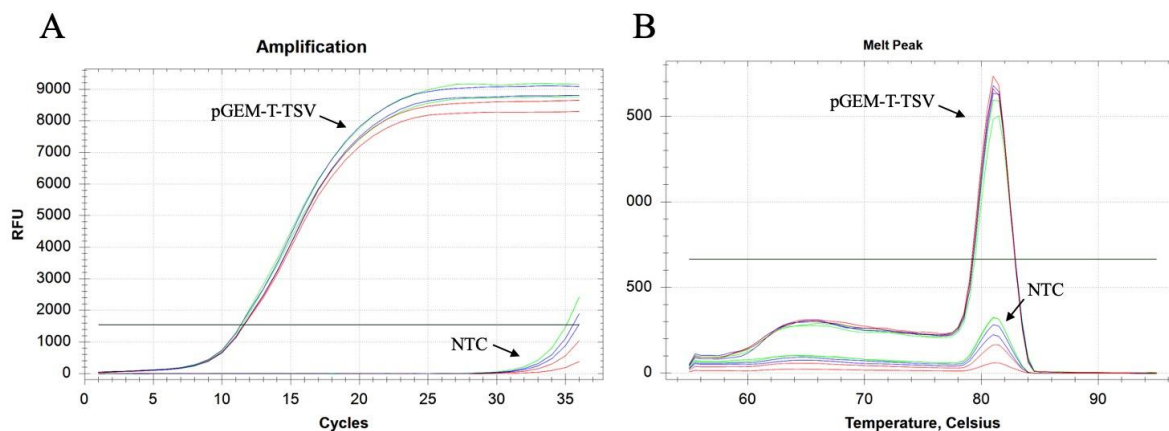 A
Amplification
RFU
9000
8000
7000
6000
5000
4000
3000
2000
1000
0
pGEM-T-TSV
NTC
0 5 10 15 20 25 30 35
Cycles
B
Melt Peak
500
000
500
0
pGEM-T-TSV
NTC
60 70 80 90
Temperature, Celsius